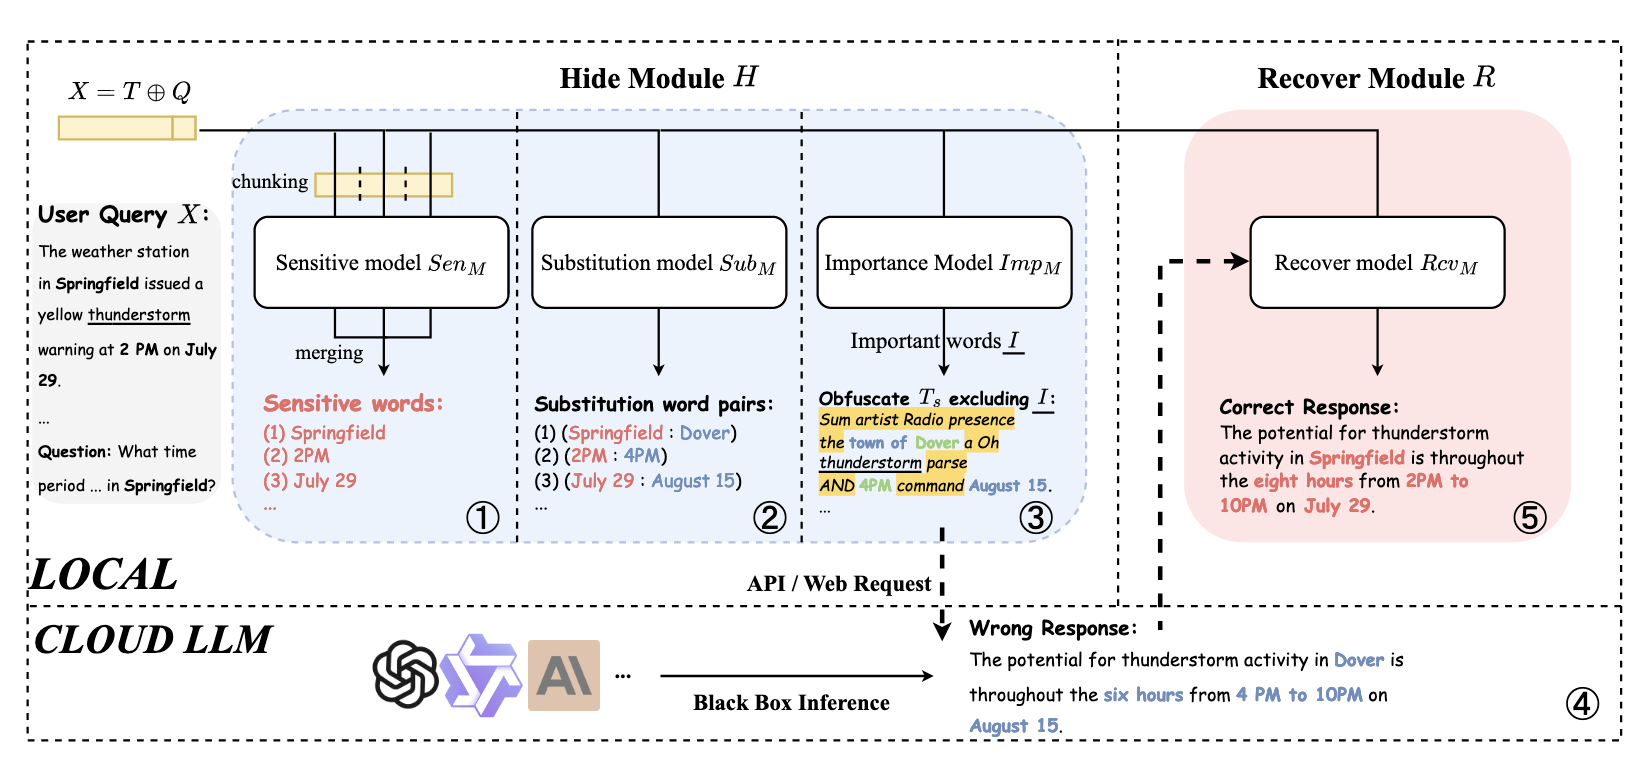 Hide Module H
Recover Module R
X = T ⊕ Q
chunking
User Query X:
The weather station
in Springfield issued a
yellow thunderstorm
warning at 2 PM on July
29.
...
Question: What time
period ... in Springfield?
Sensitive model Sen_M
merging
Sensitive words:
(1) Springfield
(2) 2PM
(3) July 29
...
①
Substitution model Sub_M
Substitution word pairs:
(1) (Springfield : Dover)
(2) (2PM : 4PM)
(3) (July 29 : August 15)
...
②
Importance Model Imp_M
Important words I
Obfuscate T_s excluding I:
Sum artist Radio presence
the town of Dover a Oh
thunderstorm parse
AND 4PM command August 15.
...
③
Recover model Rcv_M
Correct Response:
The potential for thunderstorm
activity in Springfield is throughout
the eight hours from 2PM to
10PM on July 29.
⑤
LOCAL
API / Web Request
CLOUD LLM
AI
...
Black Box Inference
Wrong Response:
The potential for thunderstorm activity in Dover is
throughout the six hours from 4 PM to 10PM on
August 15.
④